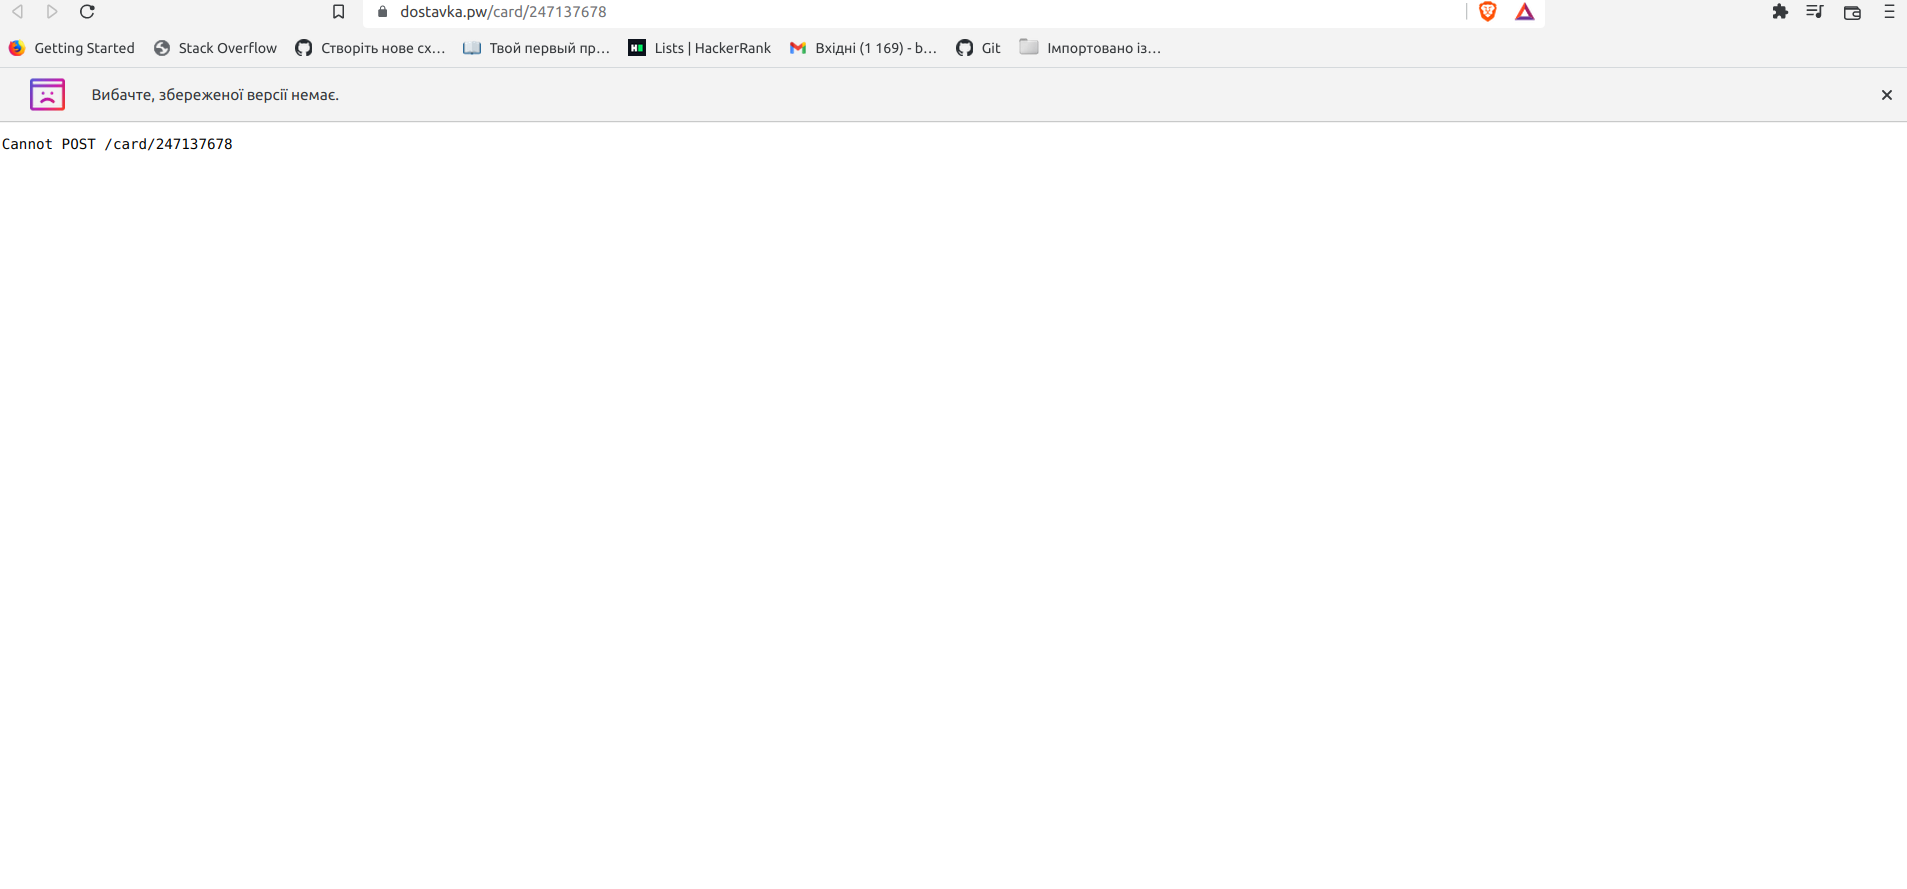 dostavka.pw/card/247137678
Getting Started Stack Overflow Створіть нове сх... Твой первый пр... Lists | HackerRank Вхідні (1 169) - b... Git Імпортовано із...
Вибачте, збереженої версії немає.
Cannot POST /card/247137678